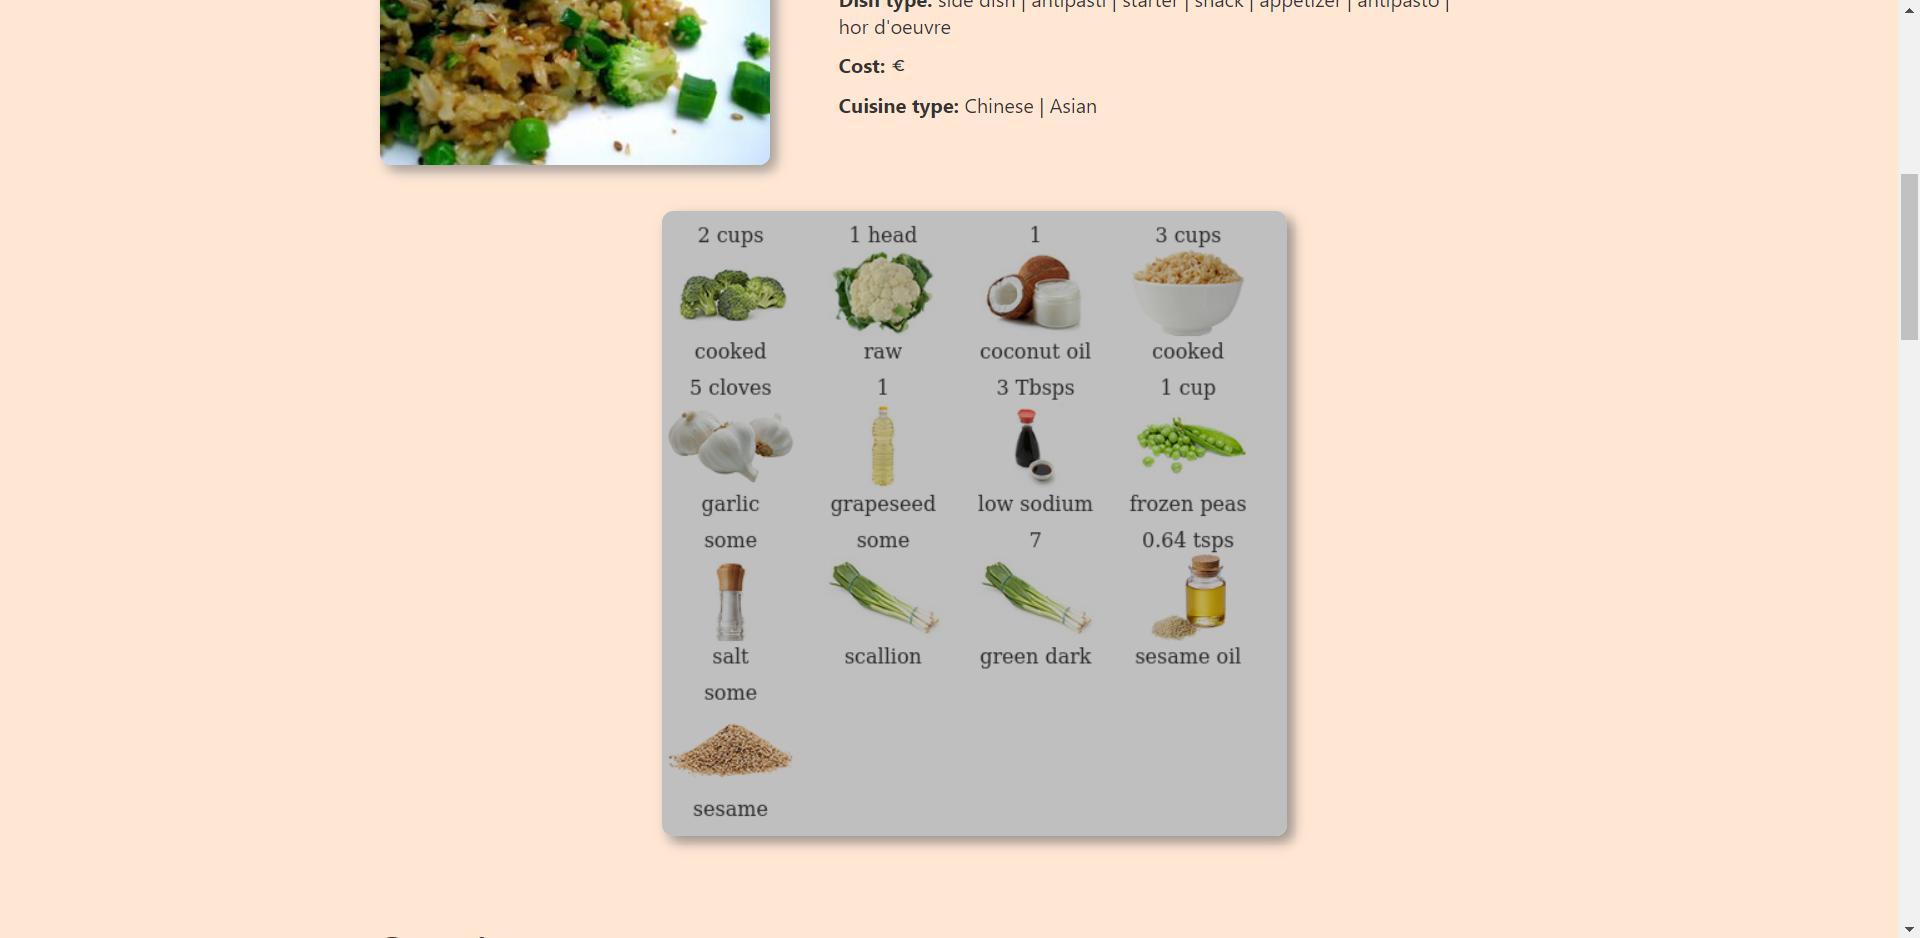 Dish type: side dish | antipasti | starter | snack | appetizer | antipasto |
hor d'oeuvre
Cost: €
Cuisine type: Chinese | Asian
2 cups 1 head 1 3 cups
cooked raw coconut oil cooked
5 cloves 1 3 Tbsps 1 cup
garlic grapeseed low sodium frozen peas
some some 7 0.64 tsps
salt scallion green dark sesame oil
some
sesame